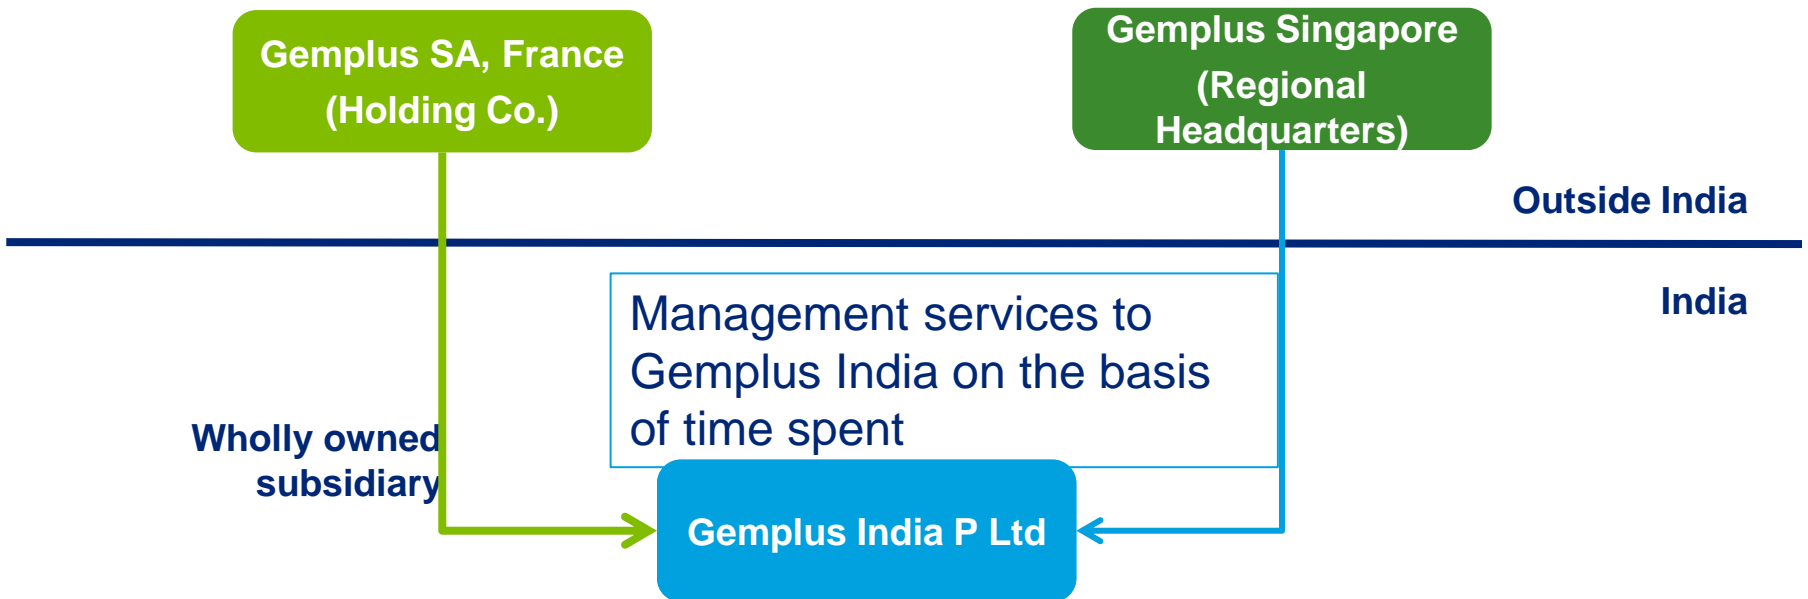 Gemplus SA, France
(Holding Co.)
Gemplus Singapore
(Regional
Headquarters)
Outside India
India
Management services to
Gemplus India on the basis
of time spent
Wholly owned
subsidiary
Gemplus India P Ltd